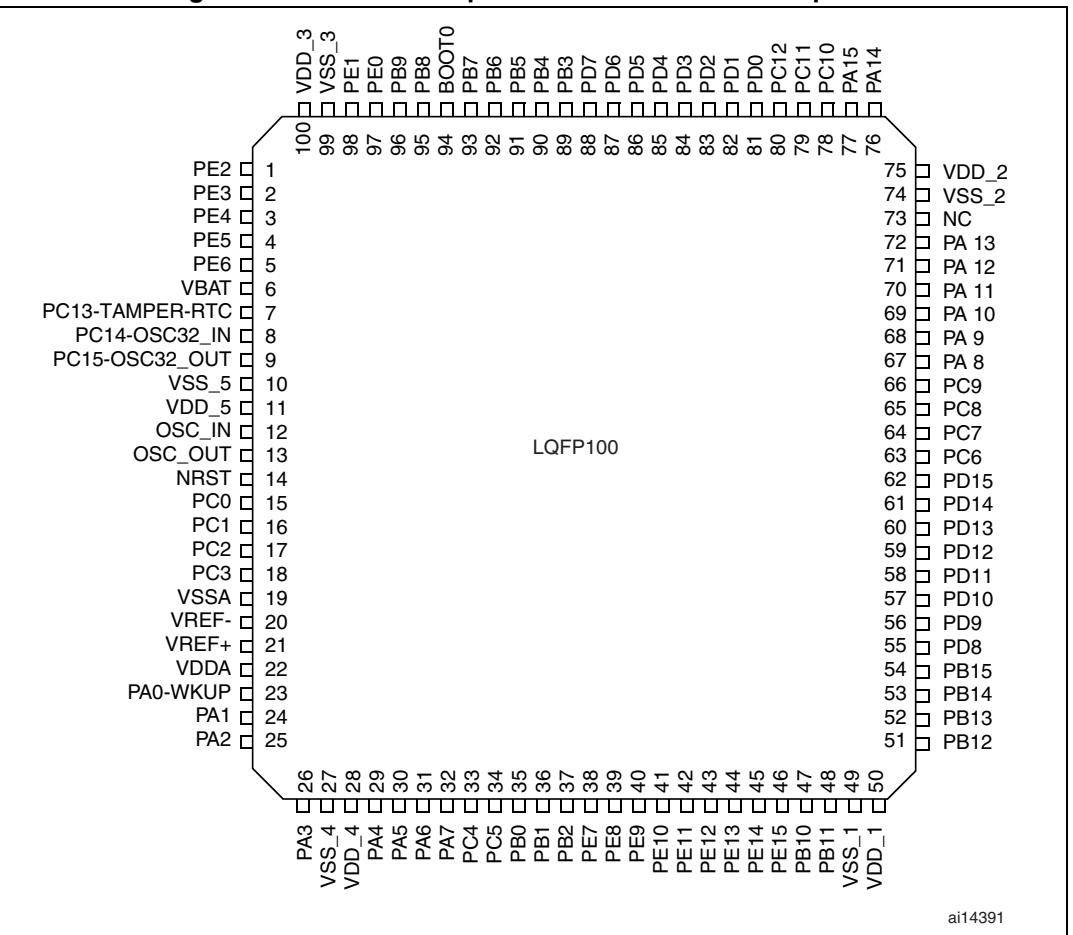 VDD_3
VSS_3
PE1
PE0
PB9
PB8
BOOT0
PB7
PB6
PB5
PB4
PB3
PD7
PD6
PD5
PD4
PD3
PD2
PD1
PD0
PC12
PC11
PC10
PA15
PA14
100
99
98
97
96
95
94
93
92
91
90
89
88
87
86
85
84
83
82
81
80
79
78
77
76
PE2 1
PE3 2
PE4 3
PE5 4
PE6 5
VBAT 6
PC13-TAMPER-RTC 7
PC14-OSC32_IN 8
PC15-OSC32_OUT 9
VSS_5 10
VDD_5 11
OSC_IN 12
OSC_OUT 13
NRST 14
PC0 15
PC1 16
PC2 17
PC3 18
VSSA 19
VREF- 20
VREF+ 21
VDDA 22
PA0-WKUP 23
PA1 24
PA2 25
LQFP100
75 VDD_2
74 VSS_2
73 NC
72 PA 13
71 PA 12
70 PA 11
69 PA 10
68 PA 9
67 PA 8
66 PC9
65 PC8
64 PC7
63 PC6
62 PD15
61 PD14
60 PD13
59 PD12
58 PD11
57 PD10
56 PD9
55 PD8
54 PB15
53 PB14
52 PB13
51 PB12
26
27
28
29
30
31
32
33
34
35
36
37
38
39
40
41
42
43
44
45
46
47
48
49
50
PA3
VSS_4
VDD_4
PA4
PA5
PA6
PA7
PC4
PC5
PB0
PB1
PB2
PE7
PE8
PE9
PE10
PE11
PE12
PE13
PE14
PE15
PB10
PB11
VSS_1
VDD_1
ai14391